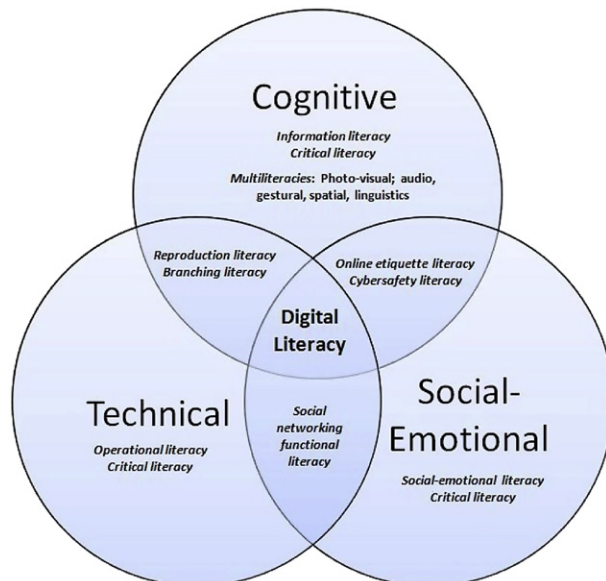 Cognitive
Information literacy
Critical literacy
Multiliteracies: Photo-visual; audio,
gestural, spatial, linguistics
Reproduction literacy
Branching literacy
Online etiquette literacy
Cybersafety literacy
Digital
Literacy
Technical
Operational literacy
Critical literacy
Social
networking
functional
literacy
Social-
Emotional
Social-emotional literacy
Critical literacy